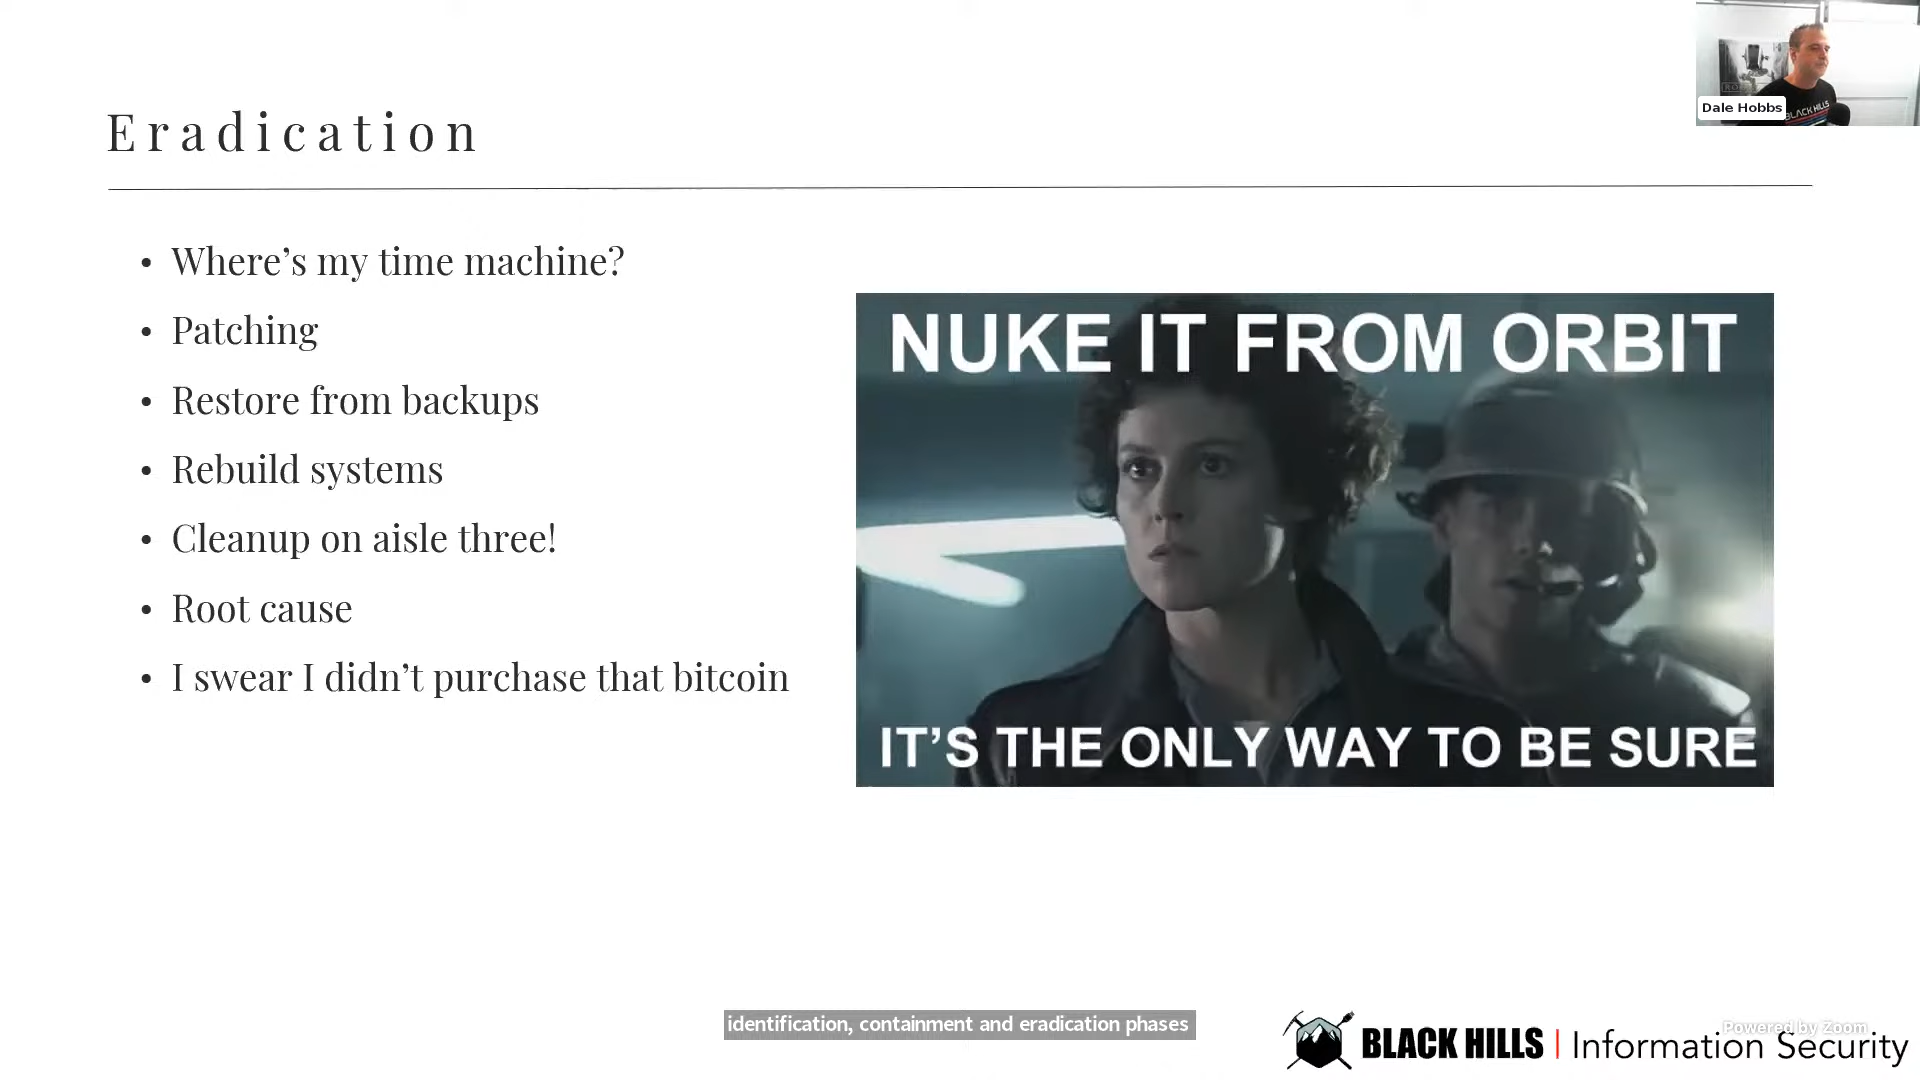 Dale Hobbs
BLACK HILLS
Eradication
• Where’s my time machine?
• Patching
• Restore from backups
• Rebuild systems
• Cleanup on aisle three!
• Root cause
• I swear I didn’t purchase that bitcoin
NUKE IT FROM ORBIT
IT’S THE ONLY WAY TO BE SURE
identification, containment and eradication phases
Powered by Zoom
BLACK HILLS | Information Security